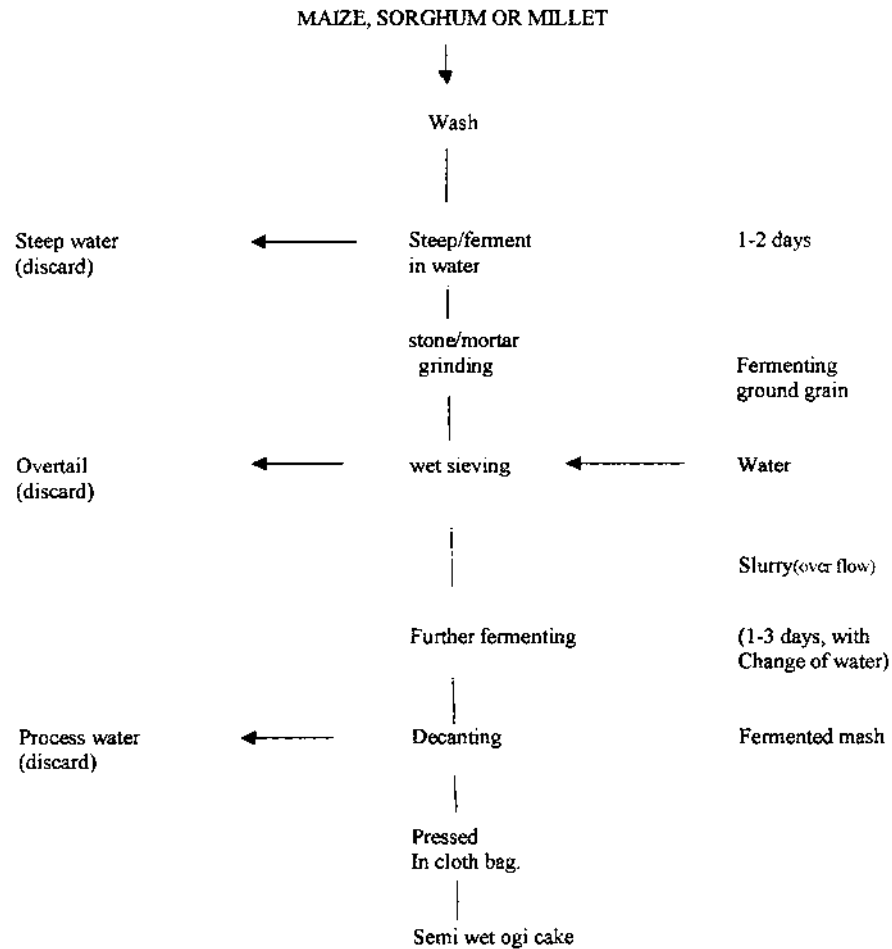 MAIZE, SORGHUM OR MILLET
Wash
Steep water
(discard)
Steep/ferment
in water
1-2 days
stone/mortar
grinding
Fermenting
ground grain
Overtail
(discard)
wet sieving
Water
Slurry(over flow)
Further fermenting
(1-3 days, with
Change of water)
Process water
(discard)
Decanting
Fermented mash
Pressed
In cloth bag.
Semi wet ogi cake